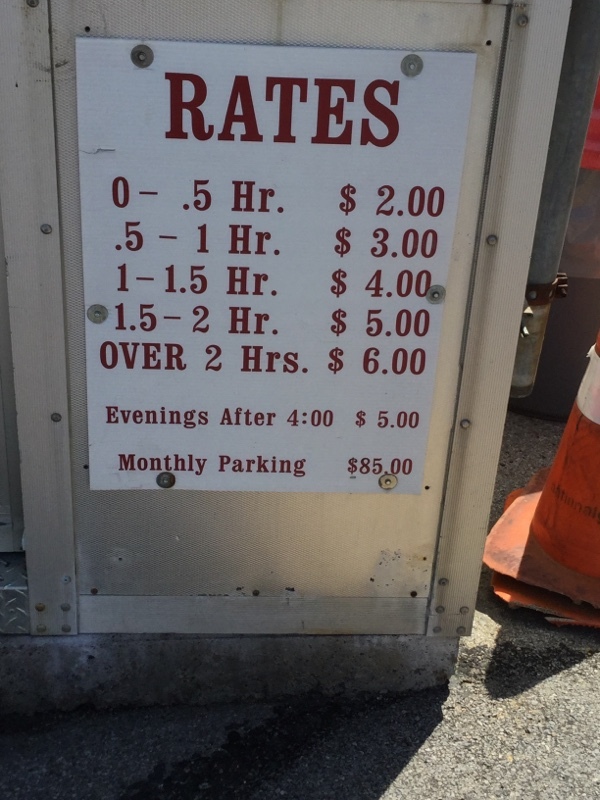 RATES
0 - .5 Hr. $ 2.00
.5 - 1 Hr. $ 3.00
1 - 1.5 Hr. $ 4.00
1.5 - 2 Hr. $ 5.00
OVER 2 Hrs. $ 6.00
Evenings After 4:00 $ 5.00
Monthly Parking $85.00